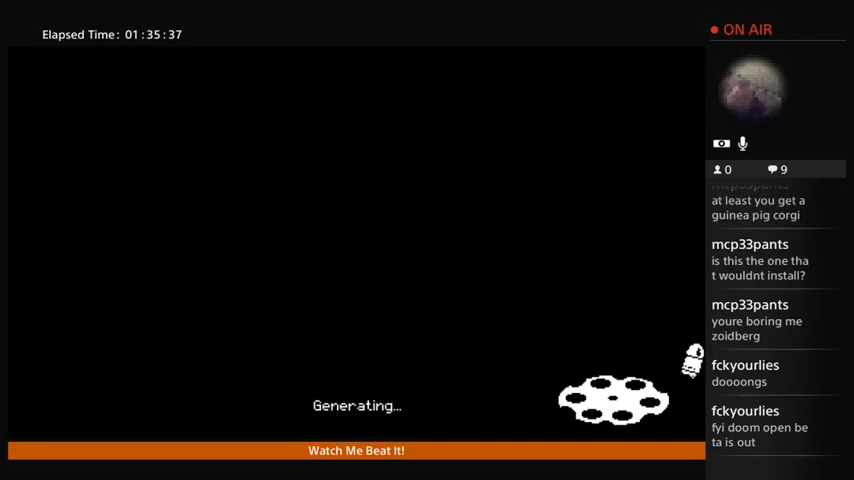 Elapsed Time: 01:35:37
ON AIR
0 9
mcp33pants
at least you get a
guinea pig corgi
mcp33pants
is this the one tha
t wouldnt install?
mcp33pants
youre boring me
zoidberg
fckyourlies
doooongs
fckyourlies
fyi doom open be
ta is out
Generating...
Watch Me Beat It!